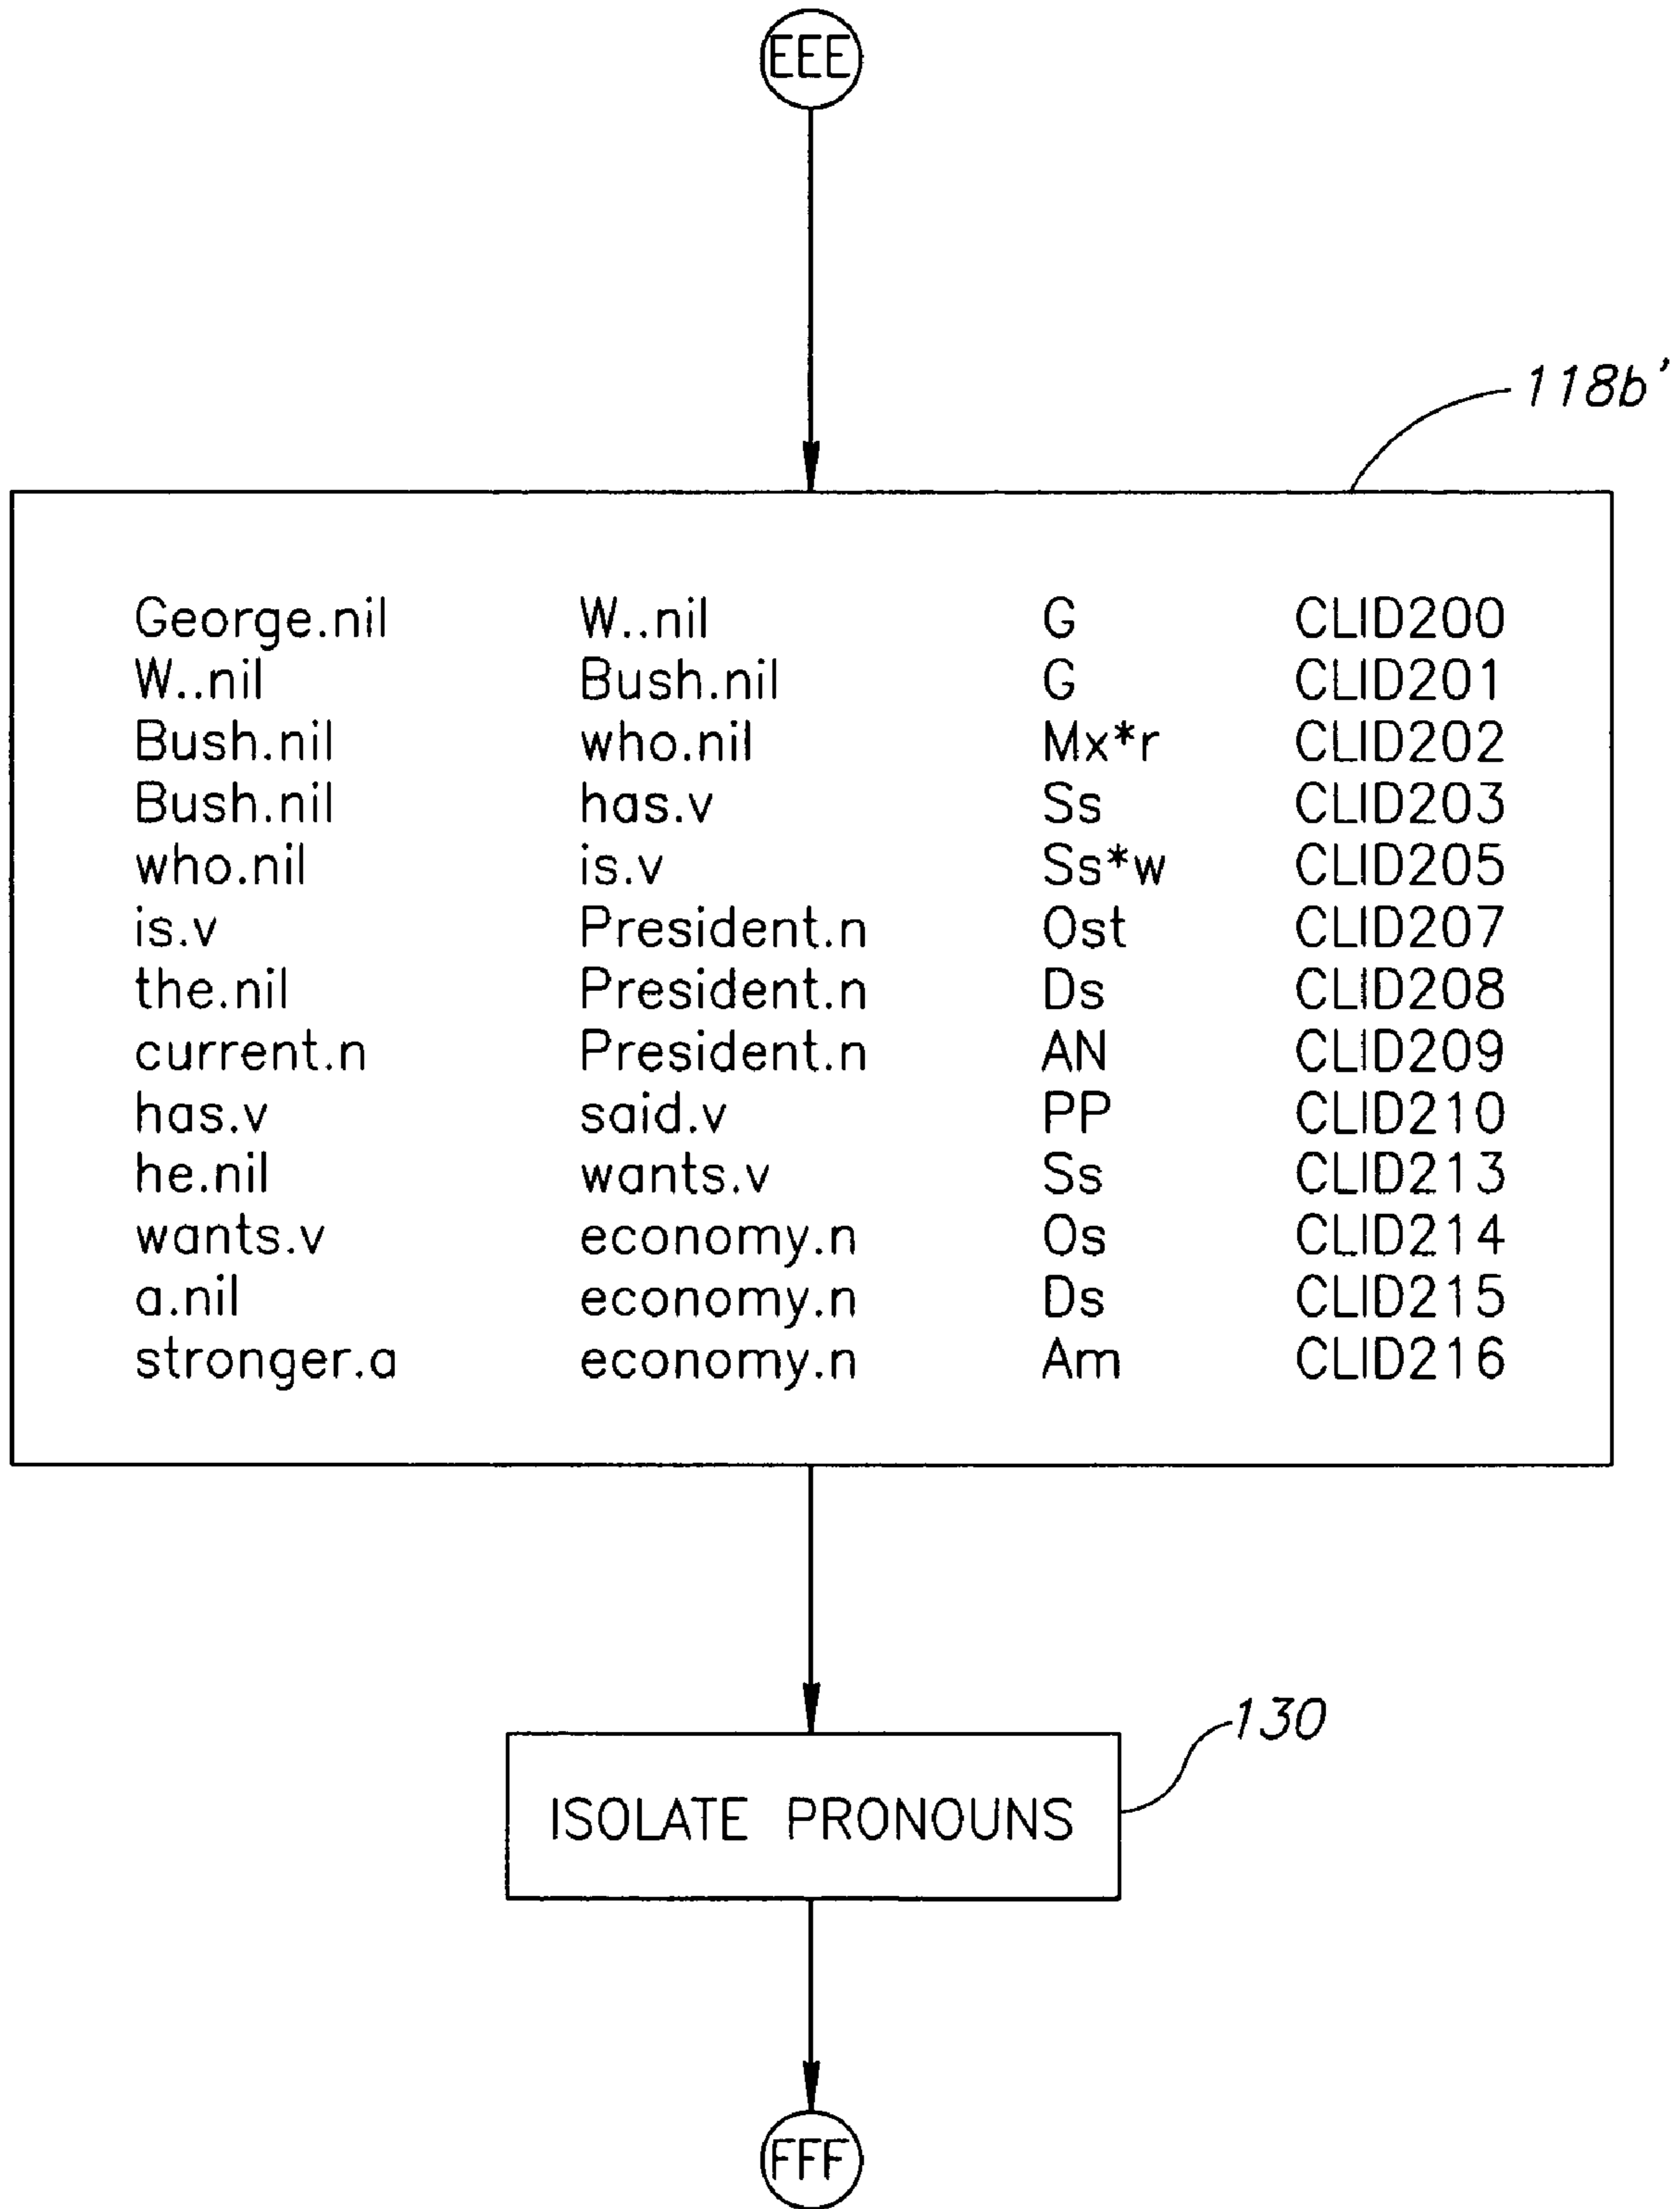 EEE
118b'
George.nil W..nil G CLID200
W..nil Bush.nil G CLID201
Bush.nil who.nil Mx*r CLID202
Bush.nil has.v Ss CLID203
who.nil is.v Ss*w CLID205
is.v President.n Ost CLID207
the.nil President.n Ds CLID208
current.n President.n AN CLID209
has.v said.v PP CLID210
he.nil wants.v Ss CLID213
wants.v economy.n Os CLID214
a.nil economy.n Ds CLID215
stronger.a economy.n Am CLID216
130
ISOLATE PRONOUNS
FFF